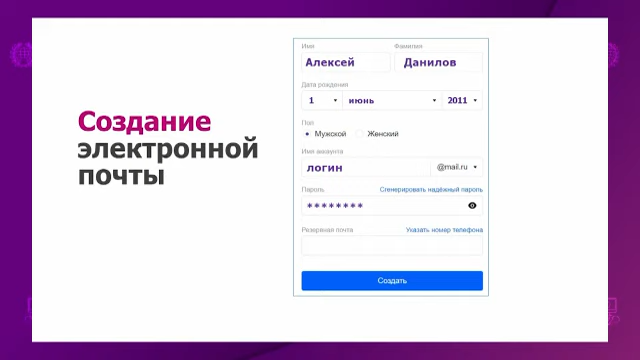 Создание
электронной
почты
Имя Фамилия
Алексей Данилов
Дата рождения
1 июнь 2011
Пол
Мужской Женский
Имя аккаунта
логин @mail.ru
Пароль Сгенерировать надёжный пароль
********
Резервная почта Указать номер телефона
Создать